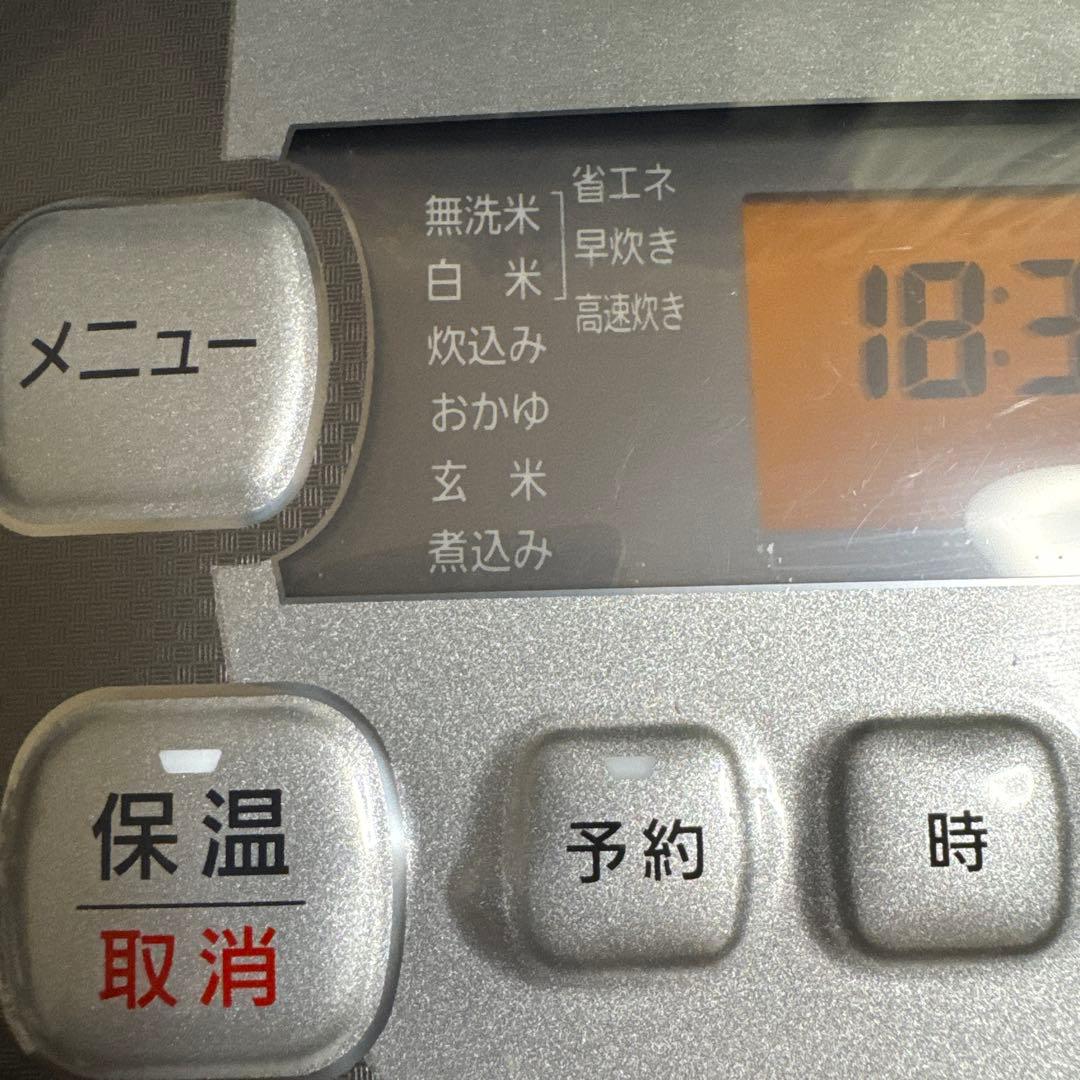 メニュー
無洗米
白 米
炊込み
おかゆ
玄 米
煮込み
省エネ
早炊き
高速炊き
18:3
保温
取消
予約
時